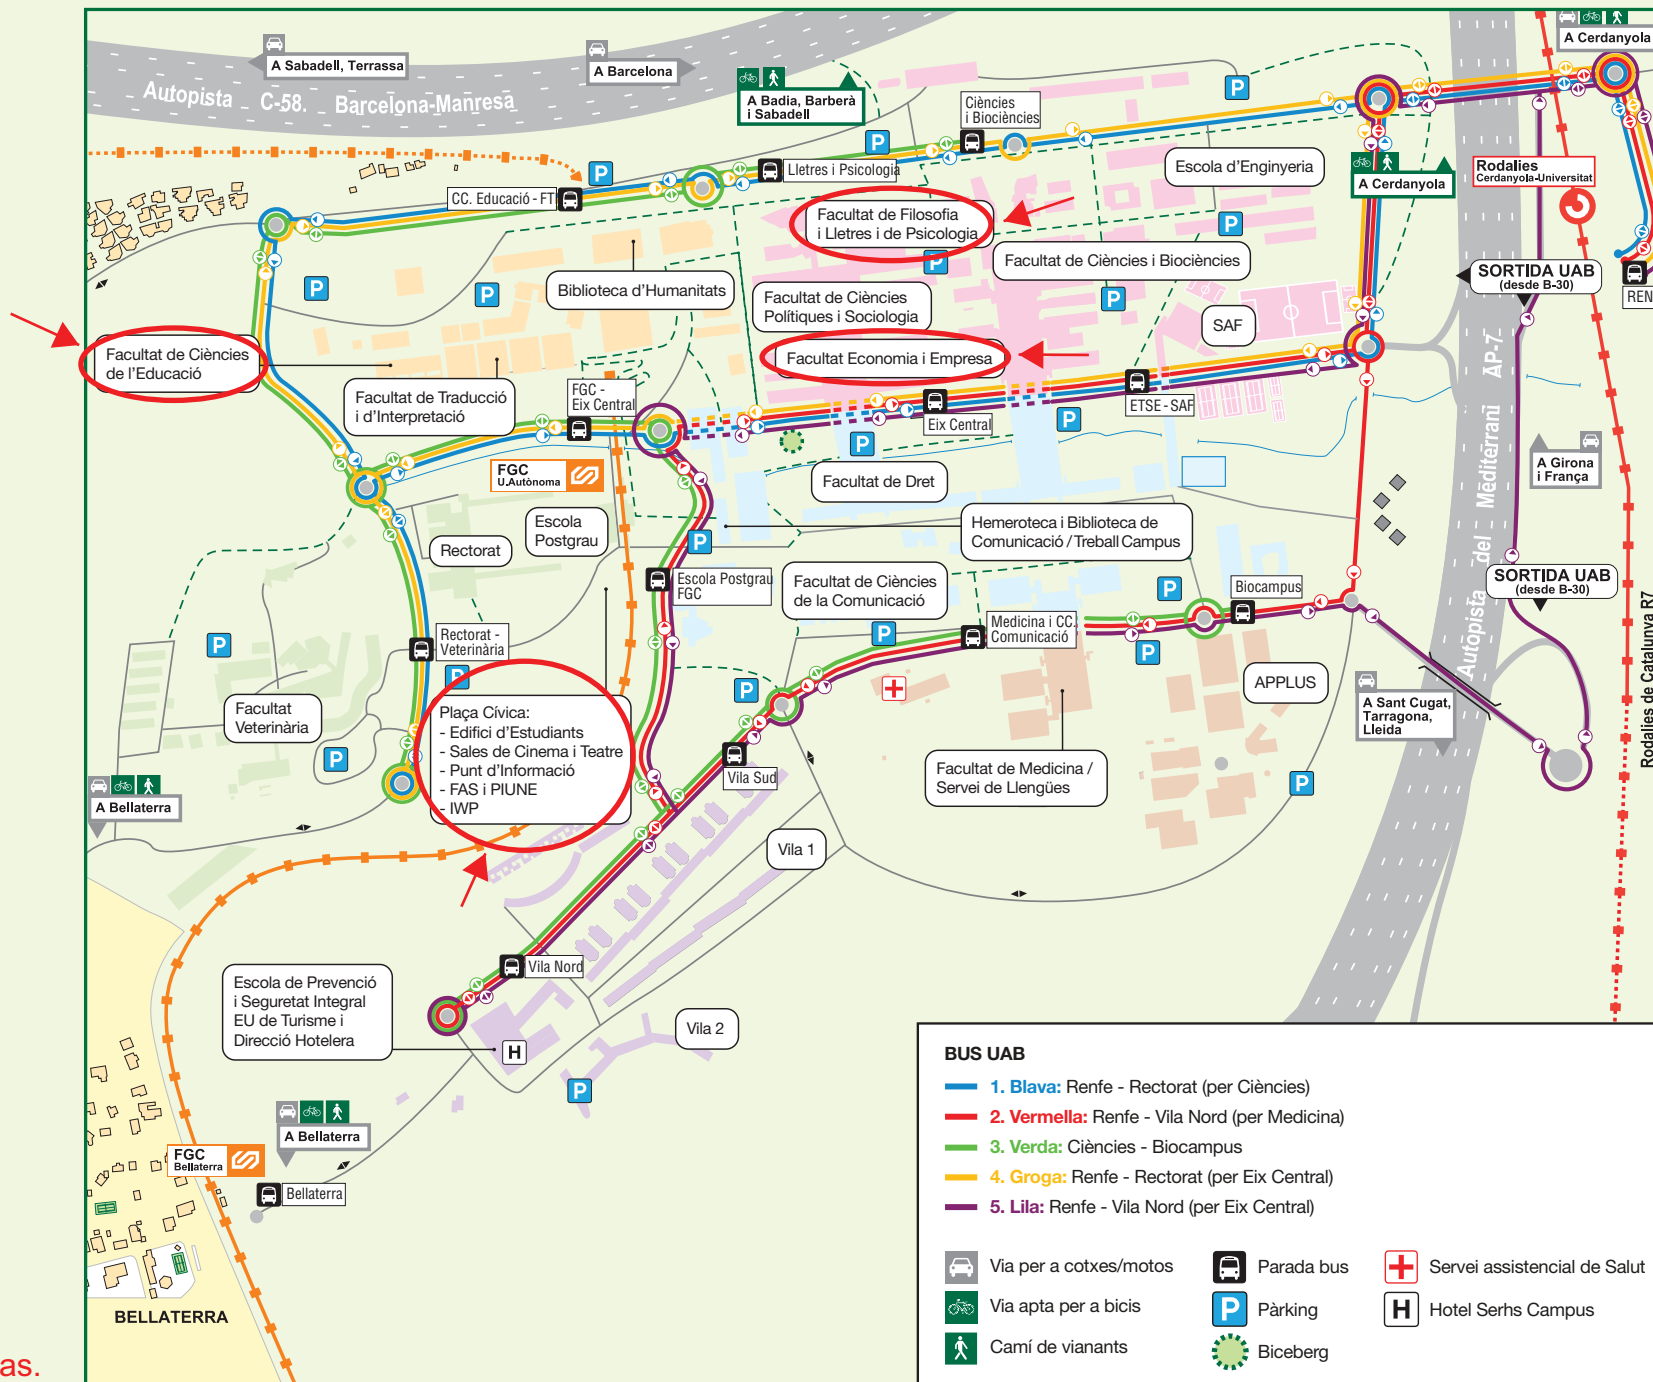 A Sabadell, Terrassa
A Barcelona
Autopista C-58. Barcelona-Manresa
A Badia, Barberà
i Sabadell
Ciències
i Biociències
A Cerdanyola
Lletres i Psicologia
CC. Educació - FTI
Escola d'Enginyeria
A Cerdanyola
Rodalies
Cerdanyola-Universitat
Facultat de Filosofia
i Lletres i de Psicologia
Facultat de Ciències i Biociències
Biblioteca d'Humanitats
Facultat de Ciències
Polítiques i Sociologia
SORTIDA UAB
(desde B-30)
REN
SAF
Facultat de Ciències
de l'Educació
Facultat Economia i Empresa
Facultat de Traducció
i d'Interpretació
FGC -
Eix Central
Eix Central
ETSE - SAF
Autopista del Mediterrani AP-7
A Girona
i França
FGC
U.Autònoma
Facultat de Dret
Escola
Postgrau
Rectorat
Hemeroteca i Biblioteca de
Comunicació / Treball Campus
Escola Postgrau
FGC
Facultat de Ciències
de la Comunicació
Biocampus
SORTIDA UAB
(desde B-30)
Rodalies de Catalunya R7
Medicina i CC.
Comunicació
Rectorat -
Veterinària
Facultat
Veterinària
Plaça Cívica:
- Edifici d'Estudiants
- Sales de Cinema i Teatre
- Punt d'Informació
- FAS i PIUNE
- IWP
APPLUS
A Sant Cugat,
Tarragona,
Lleida
Vila Sud
Facultat de Medicina /
Servei de Llengües
A Bellaterra
Vila 1
Vila Nord
Escola de Prevenció
i Seguretat Integral
EU de Turisme i
Direcció Hotelera
Vila 2
H
A Bellaterra
FGC
Bellaterra
Bellaterra
BELLATERRA
as.
BUS UAB
1. Blava: Renfe - Rectorat (per Ciències)
2. Vermella: Renfe - Vila Nord (per Medicina)
3. Verda: Ciències - Biocampus
4. Groga: Renfe - Rectorat (per Eix Central)
5. Lila: Renfe - Vila Nord (per Eix Central)
Via per a cotxes/motos
Parada bus
Servei assistencial de Salut
Via apta per a bicis
P Pàrking
H Hotel Serhs Campus
Camí de vianants
Biceberg